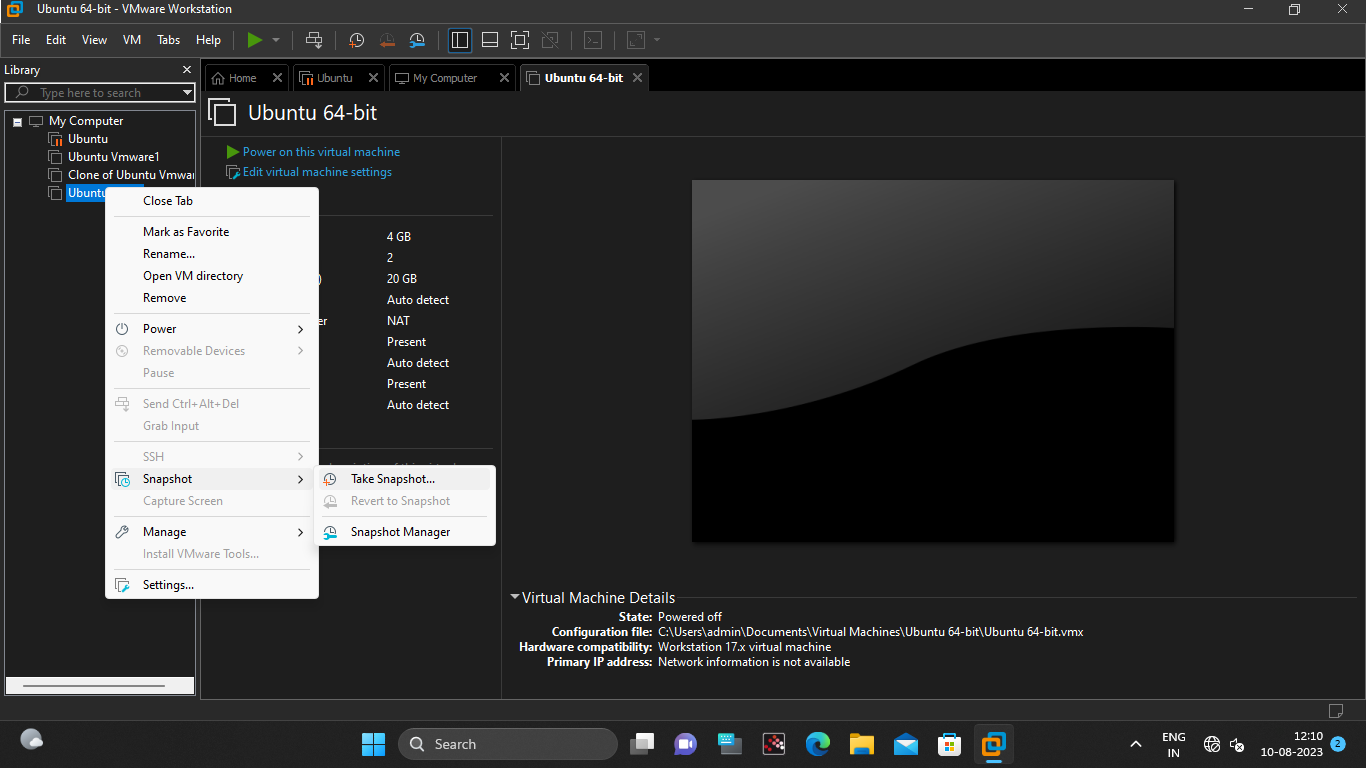 Ubuntu 64-bit - VMware Workstation
File Edit View VM Tabs Help
Library
Type here to search
My Computer
Ubuntu
Ubuntu Vmware1
Clone of Ubuntu
Home
Ubuntu
My Computer
Ubuntu 64-bit
Ubuntu 64-bit
Power on this virtual machine
Edit virtual machine settings
4 GB
2
20 GB
Auto detect
NAT
Present
Auto detect
Present
Auto detect
Close Tab
Mark as Favorite
Rename...
Open VM directory
Remove
Power
Removable Devices
Pause
Send Ctrl+Alt+Del
Grab Input
SSH
Snapshot
Capture Screen
Manage
Install VMware Tools...
Settings...
Take Snapshot...
Revert to Snapshot
Snapshot Manager
Virtual Machine Details
State: Powered off
Configuration file: C:\Users\admin\Documents\Virtual Machines\Ubuntu 64-bit\Ubuntu 64-bit.vmx
Hardware compatibility: Workstation 17.x virtual machine
Primary IP address: Network information is not available
Search
ENG
IN
12:10
10-08-2023
2